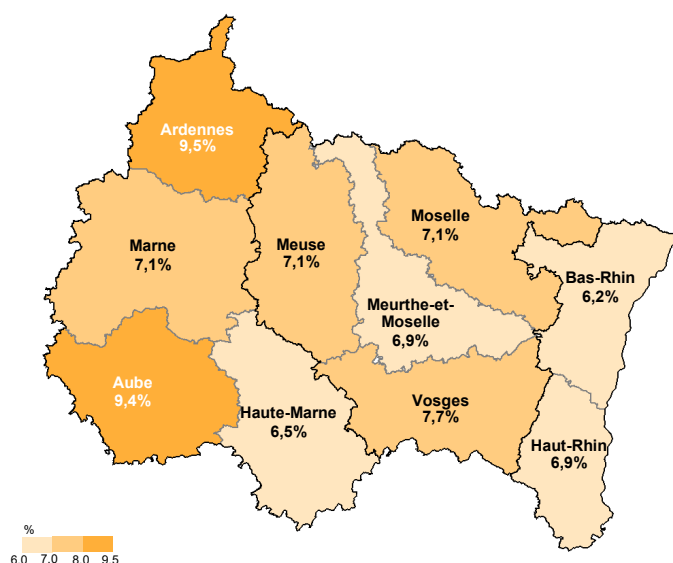 Ardennes
9,5%
Marne
7,1%
Meuse
7,1%
Moselle
7,1%
Bas-Rhin
6,2%
Meurthe-et-
Moselle
6,9%
Aube
9,4%
Haute-Marne
6,5%
Vosges
7,7%
Haut-Rhin
6,9%
%
6.0 7.0 8.0 9.5